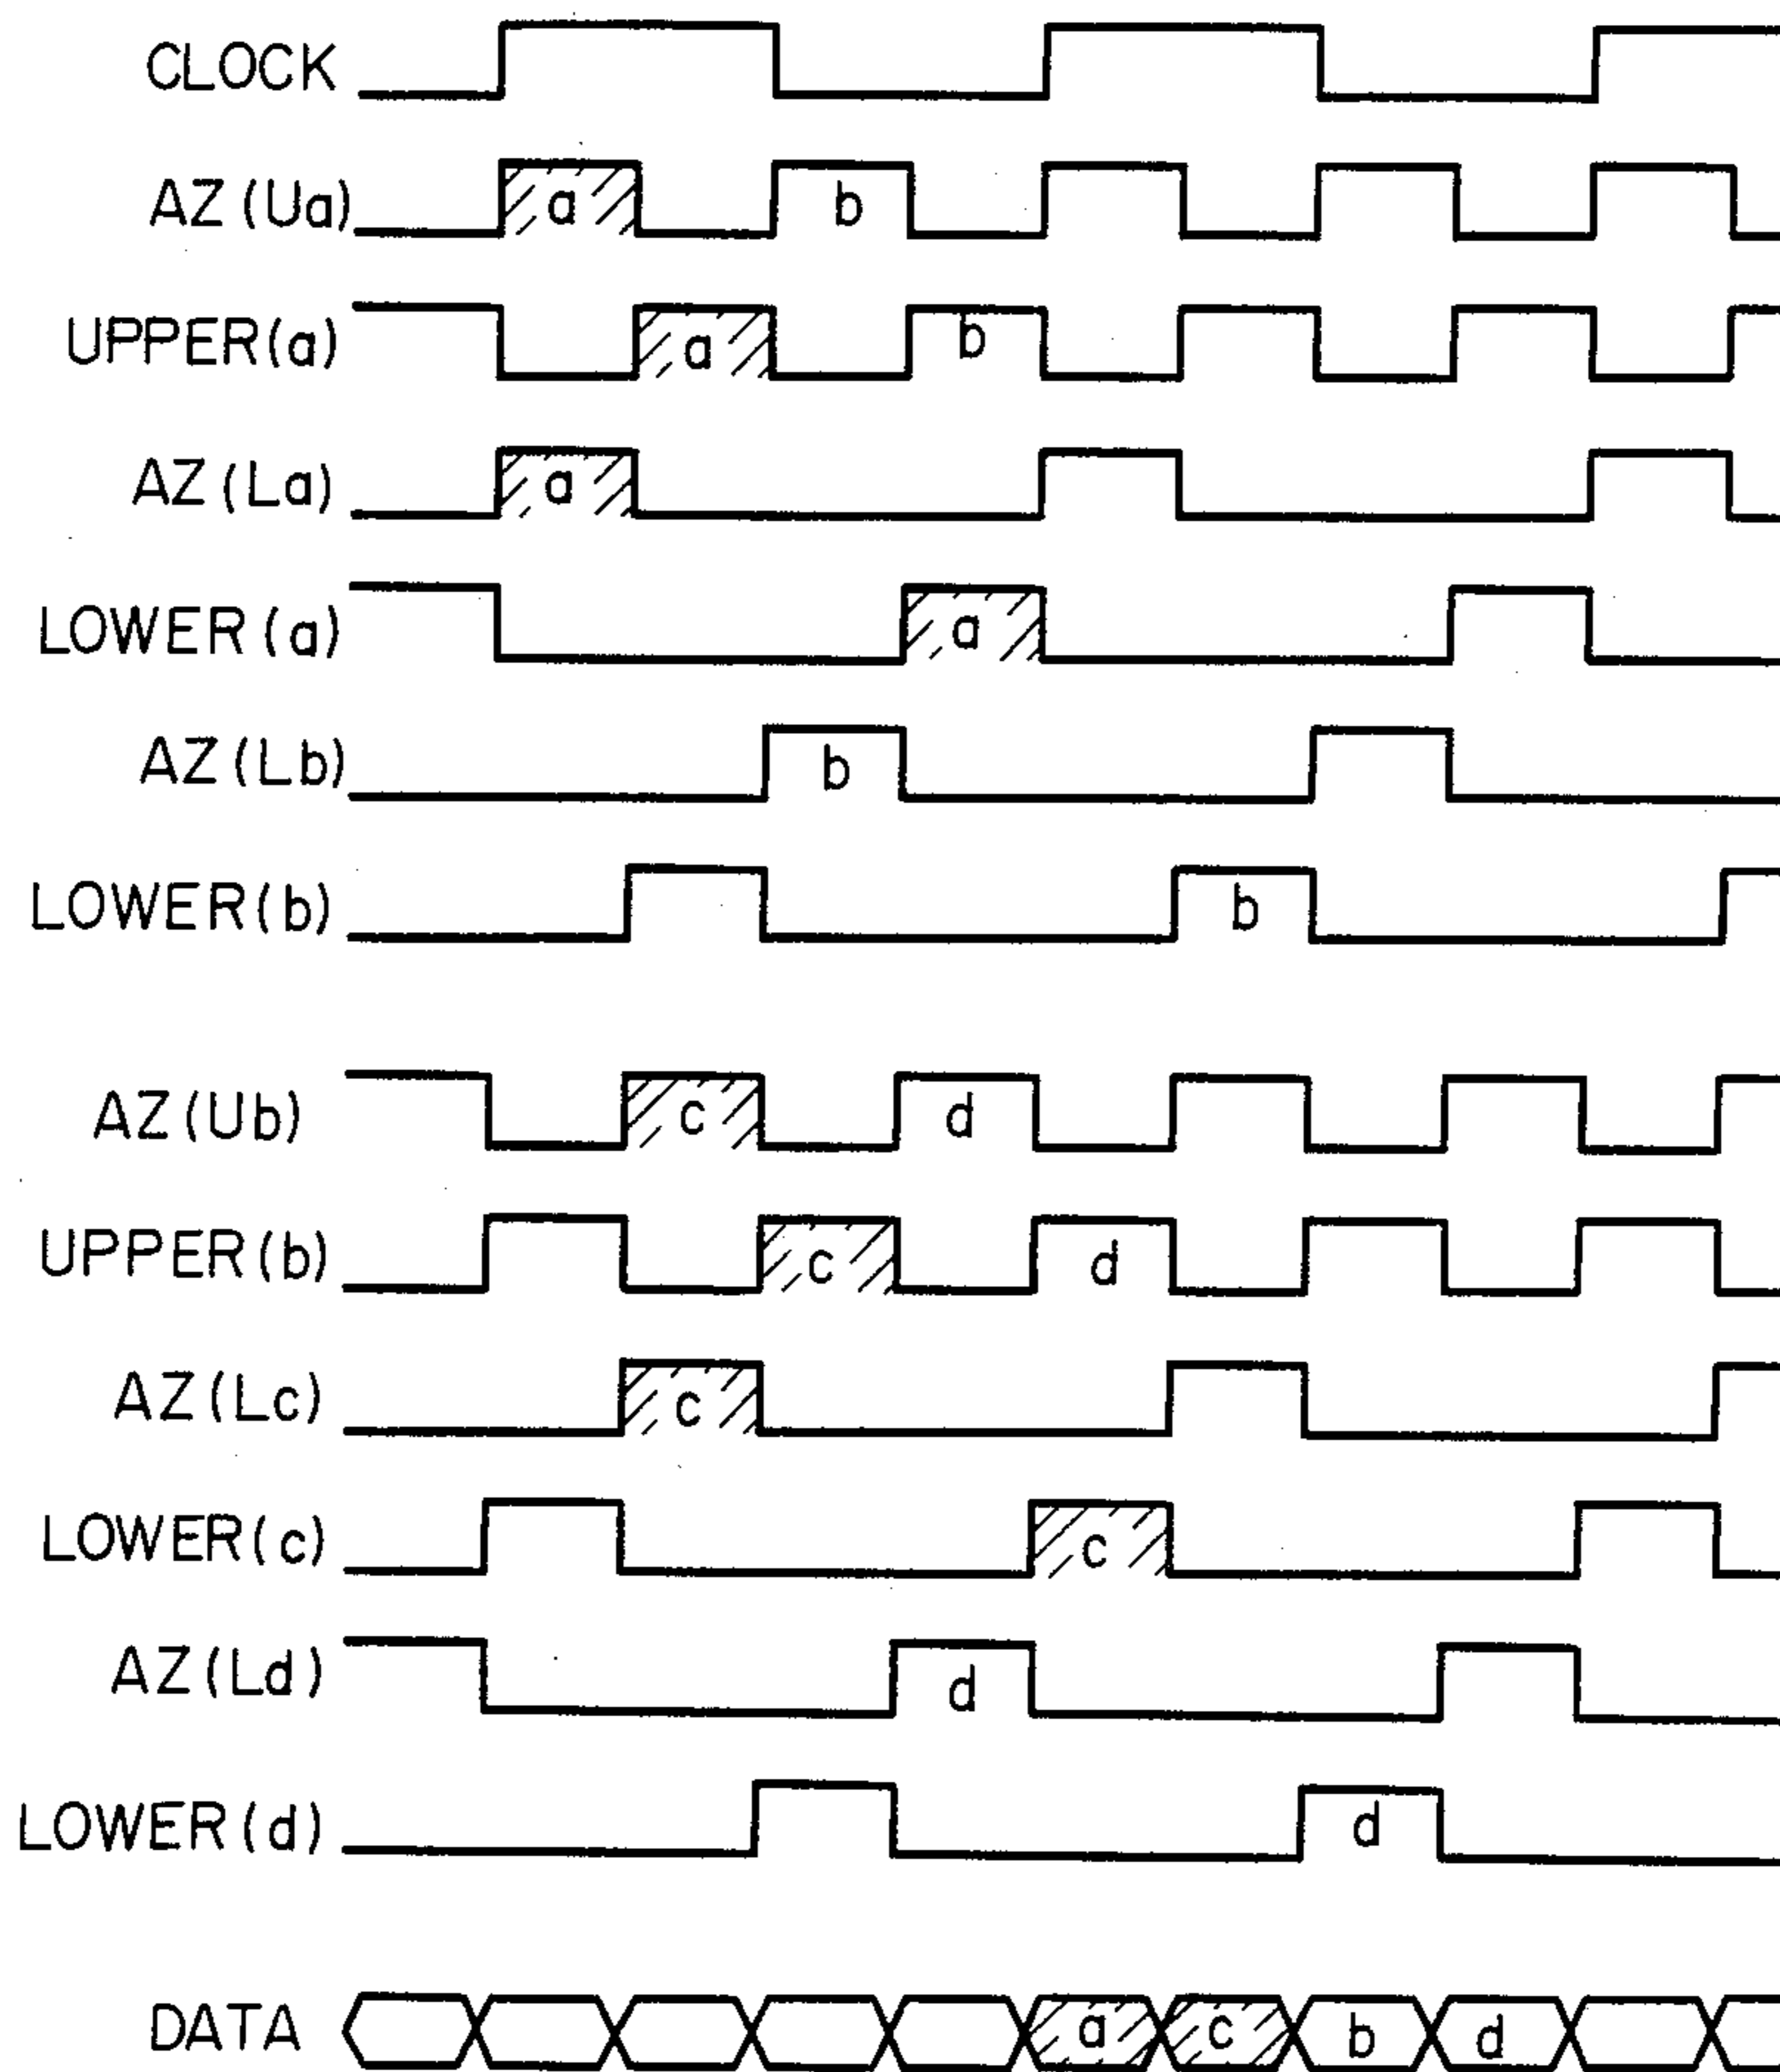 CLOCK
AZ(Ua) a b
UPPER(a) a b
AZ(La) a
LOWER(a) a
AZ(Lb) b
LOWER(b) b
AZ(Ub) c d
UPPER(b) c d
AZ(Lc) c
LOWER(c) c
AZ(Ld) d
LOWER(d) d
DATA a c b d